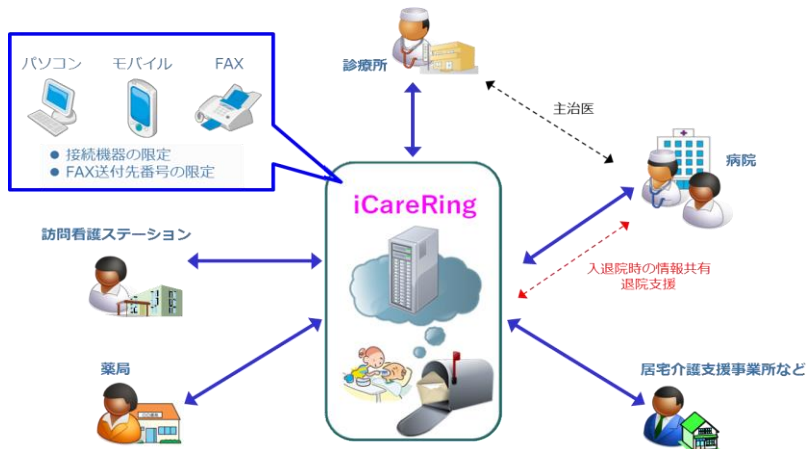 パソコン
モバイル
FAX
● 接続機器の限定
● FAX送付先番号の限定
診療所
主治医
病院
iCareRing
訪問看護ステーション
入退院時の情報共有
退院支援
薬局
居宅介護支援事業所など